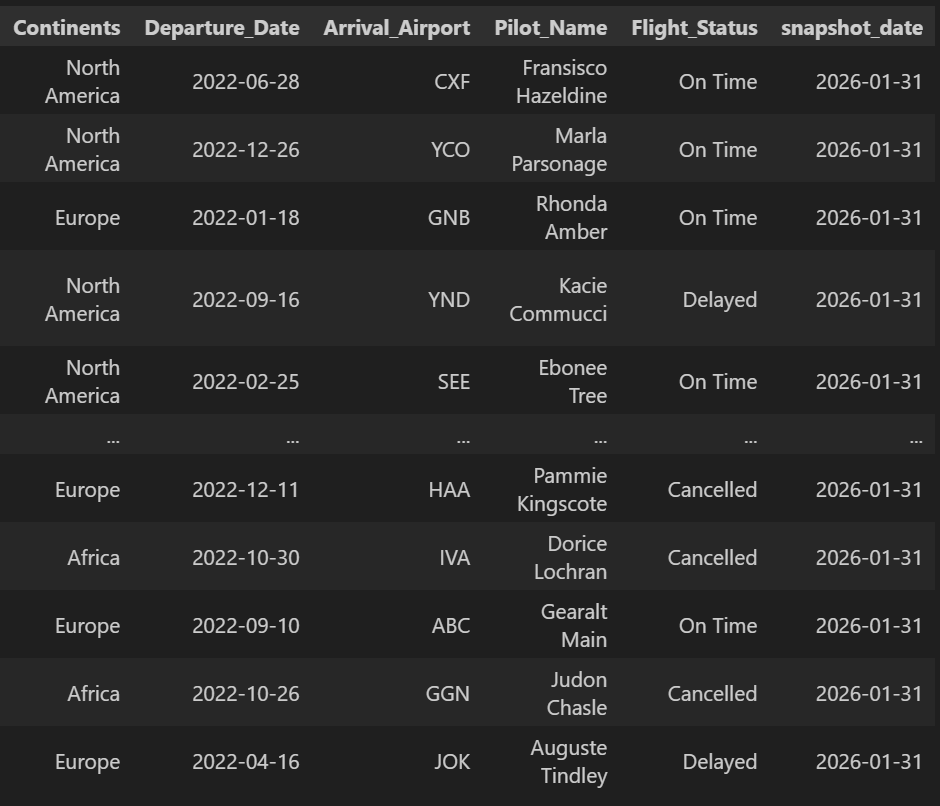 Continents Departure_Date Arrival_Airport Pilot_Name Flight_Status snapshot_date
North America 2022-06-28 CXF Fransisco Hazeldine On Time 2026-01-31
North America 2022-12-26 YCO Marla Parsonage On Time 2026-01-31
Europe 2022-01-18 GNB Rhonda Amber On Time 2026-01-31
North America 2022-09-16 YND Kacie Commucci Delayed 2026-01-31
North America 2022-02-25 SEE Ebonee Tree On Time 2026-01-31
... ... ... ... ... ...
Europe 2022-12-11 HAA Pammie Kingscote Cancelled 2026-01-31
Africa 2022-10-30 IVA Dorice Lochran Cancelled 2026-01-31
Europe 2022-09-10 ABC Gearalt Main On Time 2026-01-31
Africa 2022-10-26 GGN Judon Chasle Cancelled 2026-01-31
Europe 2022-04-16 JOK Auguste Tindley Delayed 2026-01-31